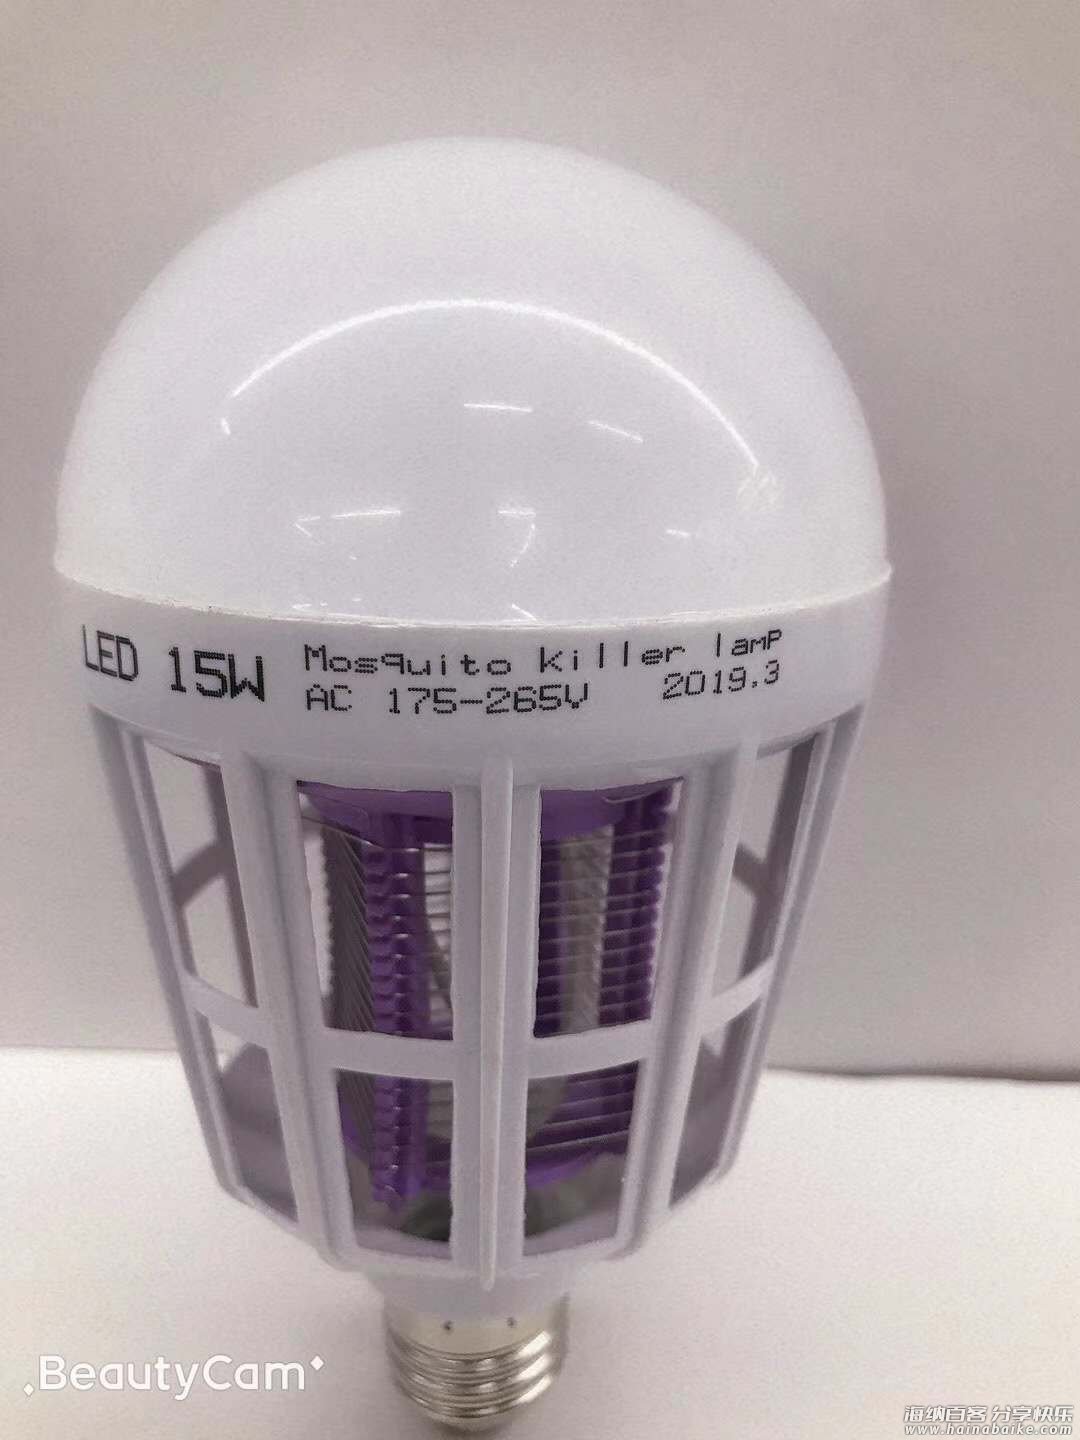 LED 15W Mosquito killer lamp
AC 175-265V 2019.3
BeautyCam
海纳百客 分享快乐
www.hainabaike.com